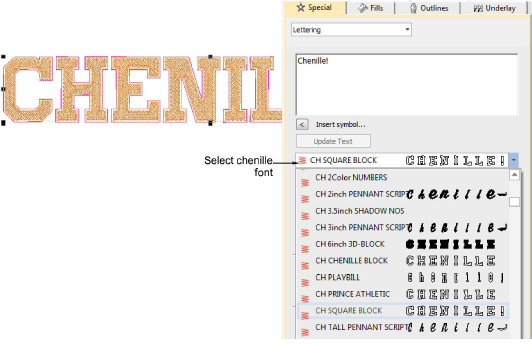 Special Fills Outlines Underlay
Lettering
Chenille!
< Insert symbol...
Update Text
Select chenille
font
CH SQUARE BLOCK CHENILLE!
CH 2Color NUMBERS
CH 2inch PENNANT SCRIPT Chenille
CH 3.5inch SHADOW NOS
CH 3inch PENNANT SCRIPT Chenille
CH 6inch 3D-BLOCK CHENILLE
CH CHENILLE BLOCK CHENILLE
CH PLAYBILL Chenille!
CH PRINCE ATHLETIC CHENILLE
CH SQUARE BLOCK CHENILLE!
CH TALL PENNANT SCRIPT Chenille
CHENIL